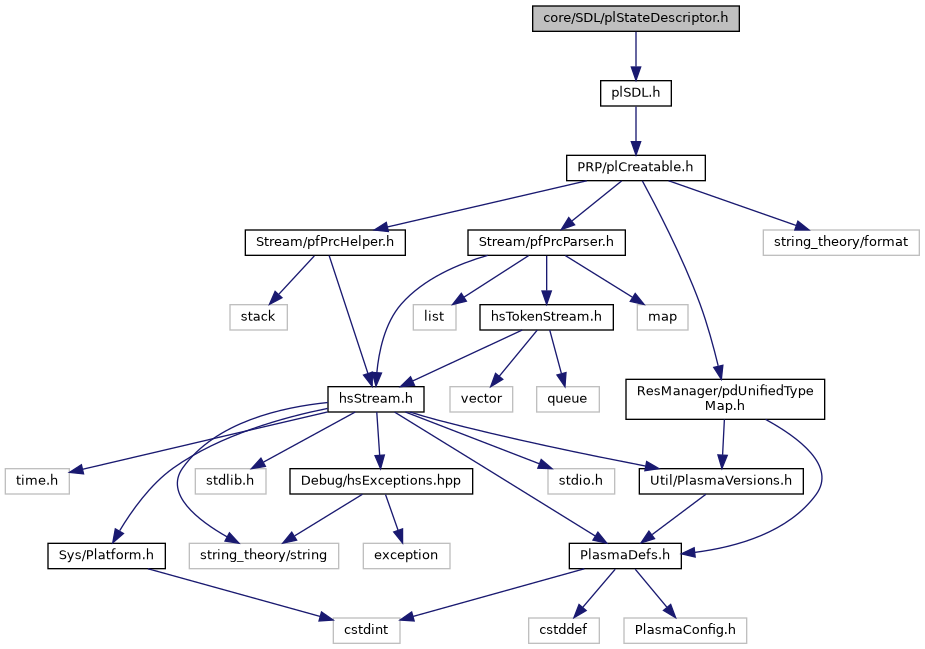 core/SDL/plStateDescriptor.h
plSDL.h
PRP/plCreatable.h
Stream/pfPrcHelper.h
Stream/pfPrcParser.h
string_theory/format
stack
list
hsTokenStream.h
map
hsStream.h
vector
queue
ResManager/pdUnifiedType
Map.h
time.h
stdlib.h
Debug/hsExceptions.hpp
stdio.h
Util/PlasmaVersions.h
Sys/Platform.h
string_theory/string
exception
PlasmaDefs.h
cstdint
cstddef
PlasmaConfig.h